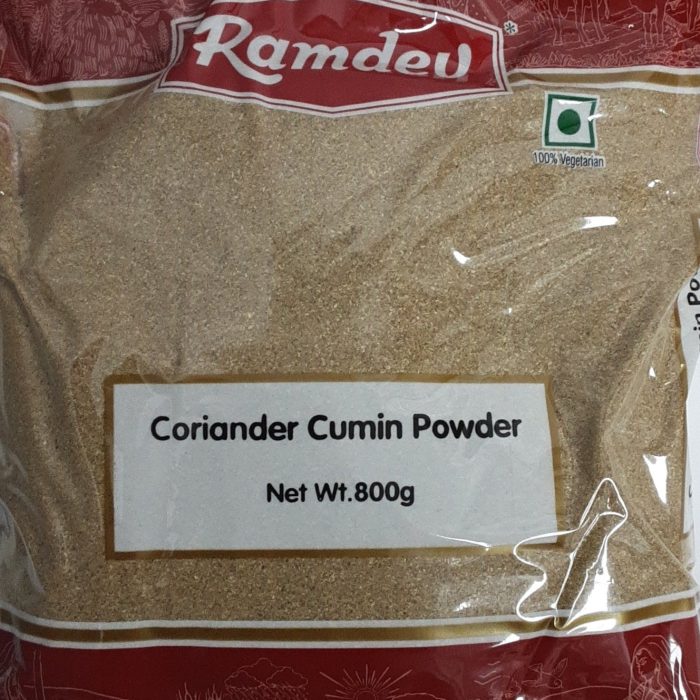 Ramdev
100% Vegetarian
Coriander Cumin Powder
Net Wt.800g